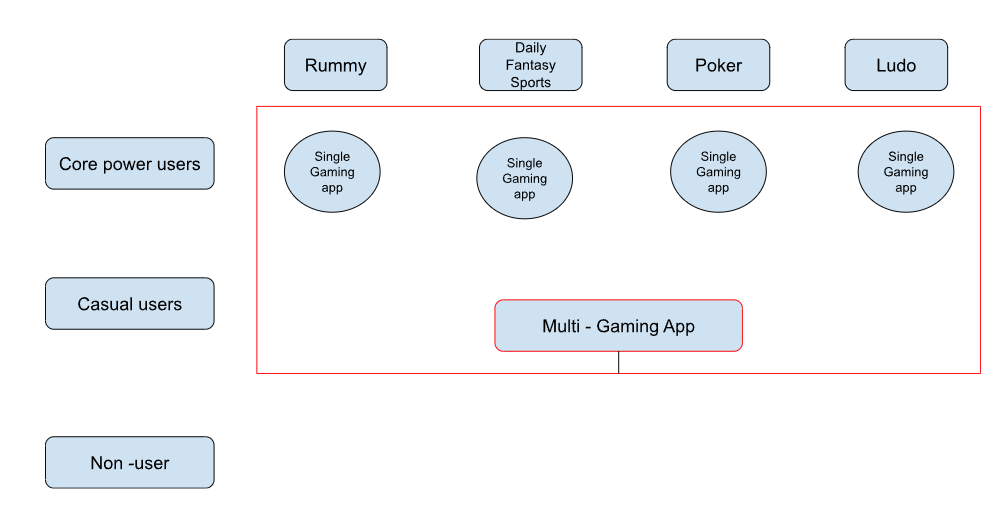 Rummy
Daily
Fantasy
Sports
Poker
Ludo
Core power users
Single
Gaming
app
Single
Gaming
app
Single
Gaming
app
Single
Gaming
app
Casual users
Multi - Gaming App
Non -user